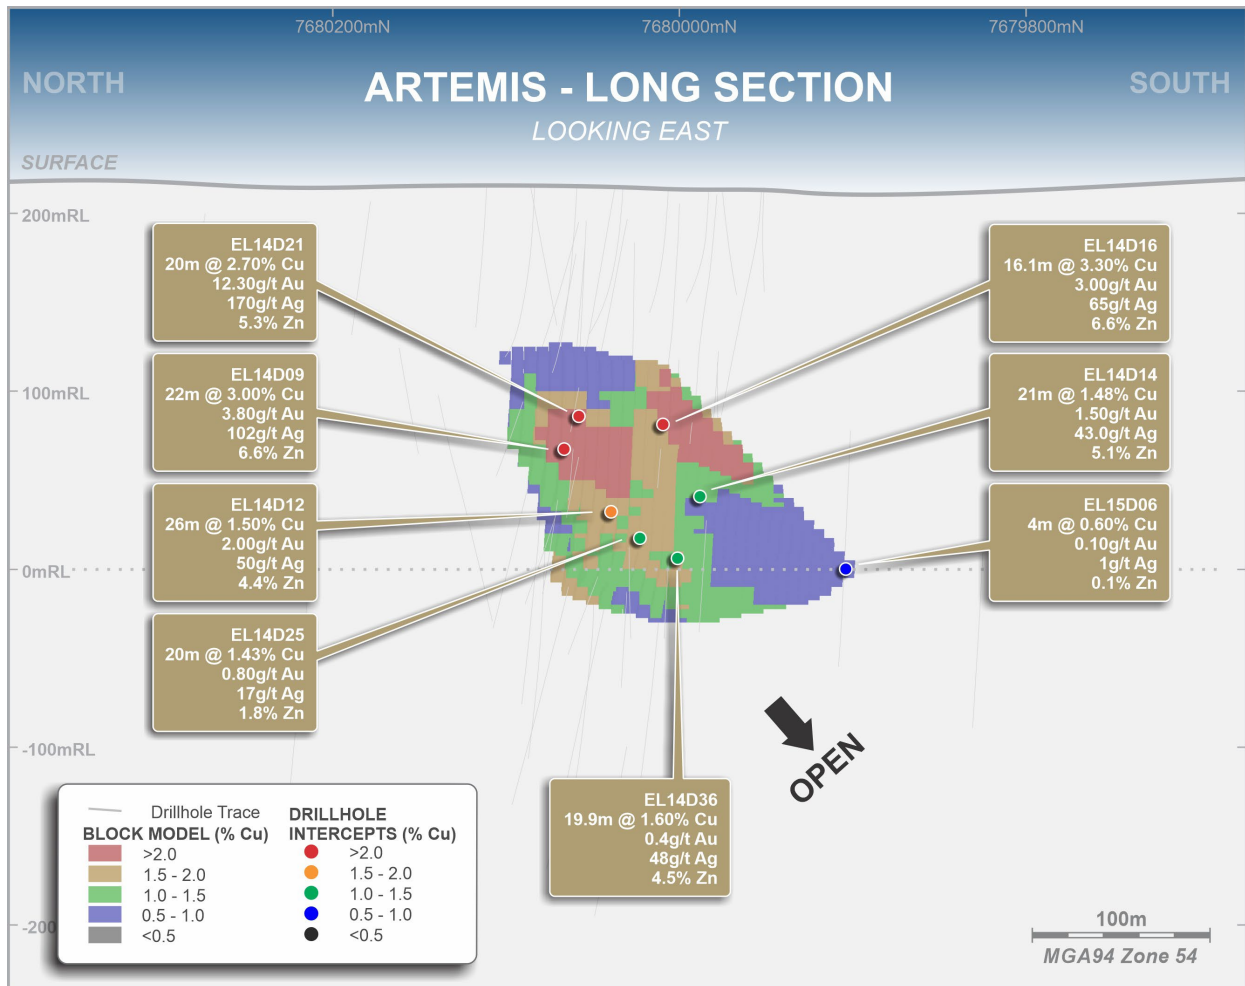 7680200mN
7680000mN
7679800mN
NORTH
ARTEMIS - LONG SECTION
SOUTH
LOOKING EAST
SURFACE
200mRL
100mRL
0mRL
-100mRL
-200
EL14D21
20m @ 2.70% Cu
12.30g/t Au
170g/t Ag
5.3% Zn
EL14D09
22m @ 3.00% Cu
3.80g/t Au
102g/t Ag
6.6% Zn
EL14D12
26m @ 1.50% Cu
2.00g/t Au
50g/t Ag
4.4% Zn
EL14D25
20m @ 1.43% Cu
0.80g/t Au
17g/t Ag
1.8% Zn
EL14D16
16.1m @ 3.30% Cu
3.00g/t Au
65g/t Ag
6.6% Zn
EL14D14
21m @ 1.48% Cu
1.50g/t Au
43.0g/t Ag
5.1% Zn
EL15D06
4m @ 0.60% Cu
0.10g/t Au
1g/t Ag
0.1% Zn
EL14D36
19.9m @ 1.60% Cu
0.4g/t Au
48g/t Ag
4.5% Zn
OPEN
Drillhole Trace
BLOCK MODEL (% Cu)
>2.0
1.5 - 2.0
1.0 - 1.5
0.5 - 1.0
<0.5
DRILLHOLE
INTERCEPTS (% Cu)
>2.0
1.5 - 2.0
1.0 - 1.5
0.5 - 1.0
<0.5
100m
MGA94 Zone 54